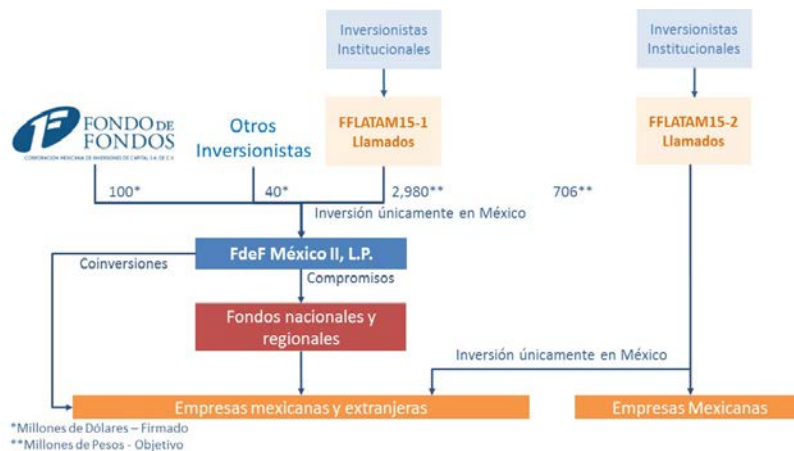 Inversionistas
Institucionales
Inversionistas
Institucionales
FONDO DE
FONDOS
CORPORACIÓN MEXICANA DE INVERSIONES DE CAPITAL S.A. DE C.V.
Otros
Inversionistas
FFLATAM15-1
Llamados
FFLATAM15-2
Llamados
100*
40*
2,980**
706**
Inversión únicamente en México
FdeF México II, L.P.
Coinversiones
Compromisos
Fondos nacionales y
regionales
Inversión únicamente en México
Empresas mexicanas y extranjeras
Empresas Mexicanas
*Millones de Dólares – Firmado
**Millones de Pesos - Objetivo